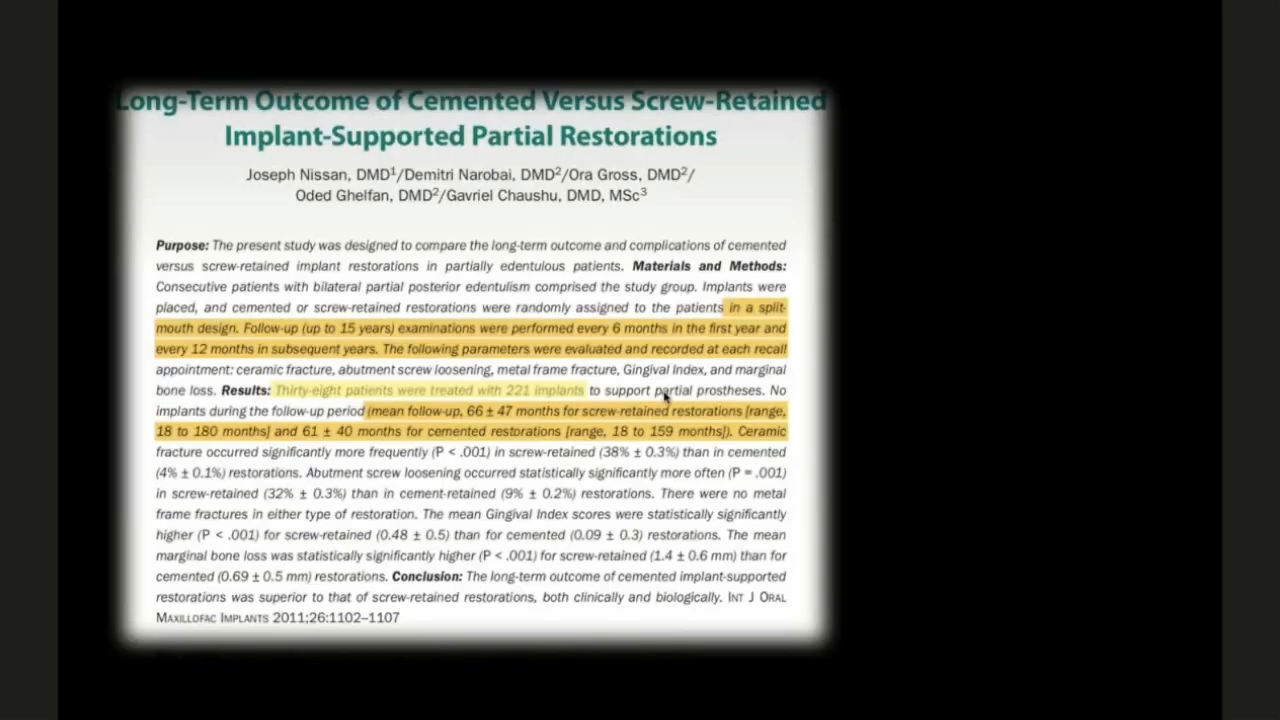 Long-Term Outcome of Cemented Versus Screw-Retained
Implant-Supported Partial Restorations
Joseph Nissan, DMD1/Demitri Narobai, DMD2/Ora Gross, DMD2/
Oded Ghelfan, DMD2/Gavriel Chaushu, DMD, MSc3
Purpose: The present study was designed to compare the long-term outcome and complications of cemented
versus screw-retained implant restorations in partially edentulous patients. Materials and Methods:
Consecutive patients with bilateral partial posterior edentulism comprised the study group. Implants were
placed, and cemented or screw-retained restorations were randomly assigned to the patients in a split-
mouth design. Follow-up (up to 15 years) examinations were performed every 6 months in the first year and
every 12 months in subsequent years. The following parameters were evaluated and recorded at each recall
appointment: ceramic fracture, abutment screw loosening, metal frame fracture, Gingival Index, and marginal
bone loss. Results: Thirty-eight patients were treated with 221 implants to support partial prostheses. No
implants during the follow-up period (mean follow-up, 66 ± 47 months for screw-retained restorations [range,
18 to 180 months] and 61 ± 40 months for cemented restorations [range, 18 to 159 months]). Ceramic
fracture occurred significantly more frequently (P < .001) in screw-retained (38% ± 0.3%) than in cemented
(4% ± 0.1%) restorations. Abutment screw loosening occurred statistically significantly more often (P = .001)
in screw-retained (32% ± 0.3%) than in cement-retained (9% ± 0.2%) restorations. There were no metal
frame fractures in either type of restoration. The mean Gingival Index scores were statistically significantly
higher (P < .001) for screw-retained (0.48 ± 0.5) than for cemented (0.09 ± 0.3) restorations. The mean
marginal bone loss was statistically significantly higher (P < .001) for screw-retained (1.4 ± 0.6 mm) than for
cemented (0.69 ± 0.5 mm) restorations. Conclusion: The long-term outcome of cemented implant-supported
restorations was superior to that of screw-retained restorations, both clinically and biologically. INT J ORAL
MAXILLOFAC IMPLANTS 2011;26:1102–1107